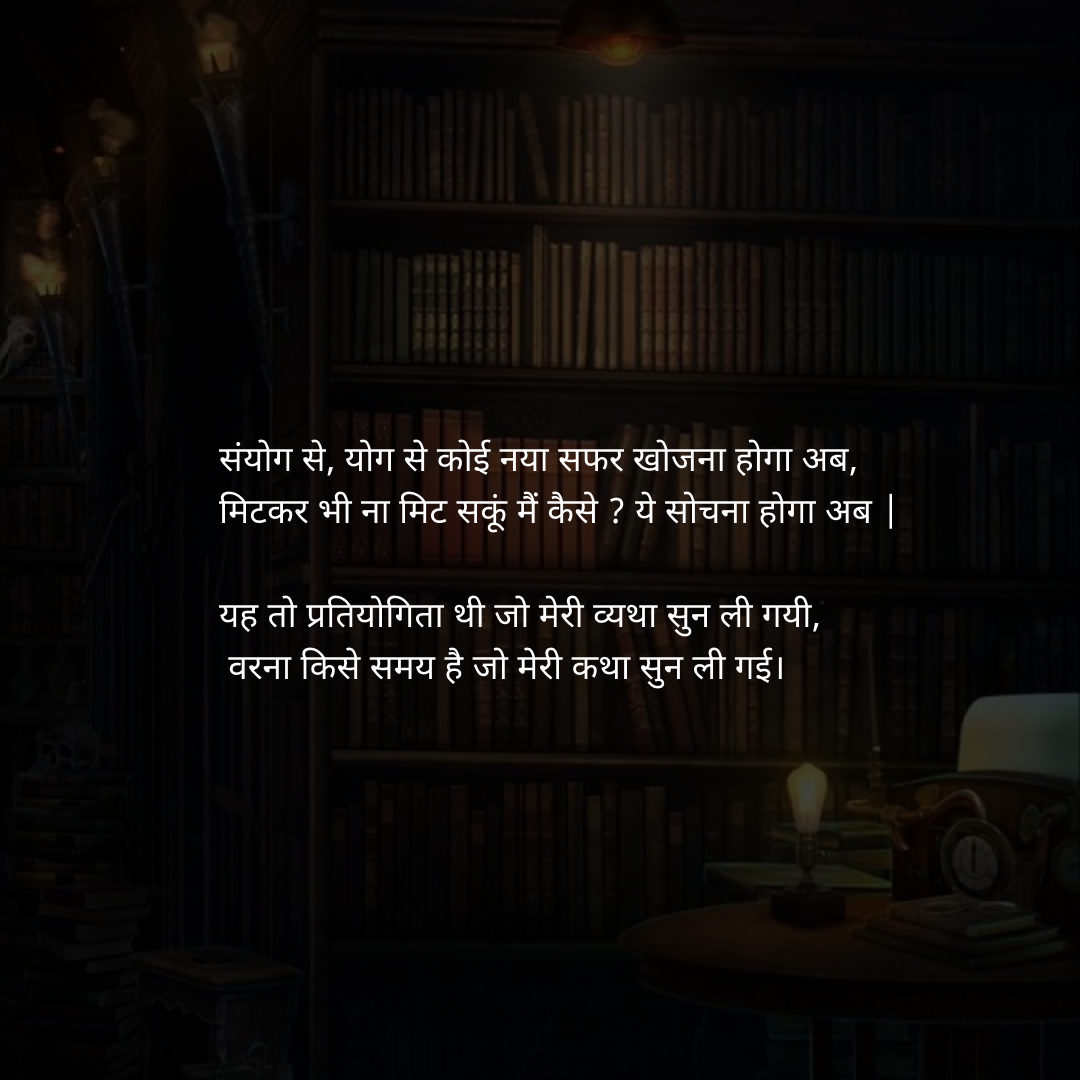 संयोग से, योग से कोई नया सफर खोजना होगा अब,
मिटकर भी ना मिट सकूं मैं कैसे ? ये सोचना होगा अब |
यह तो प्रतियोगिता थी जो मेरी व्यथा सुन ली गयी,
वरना किसे समय है जो मेरी कथा सुन ली गई।